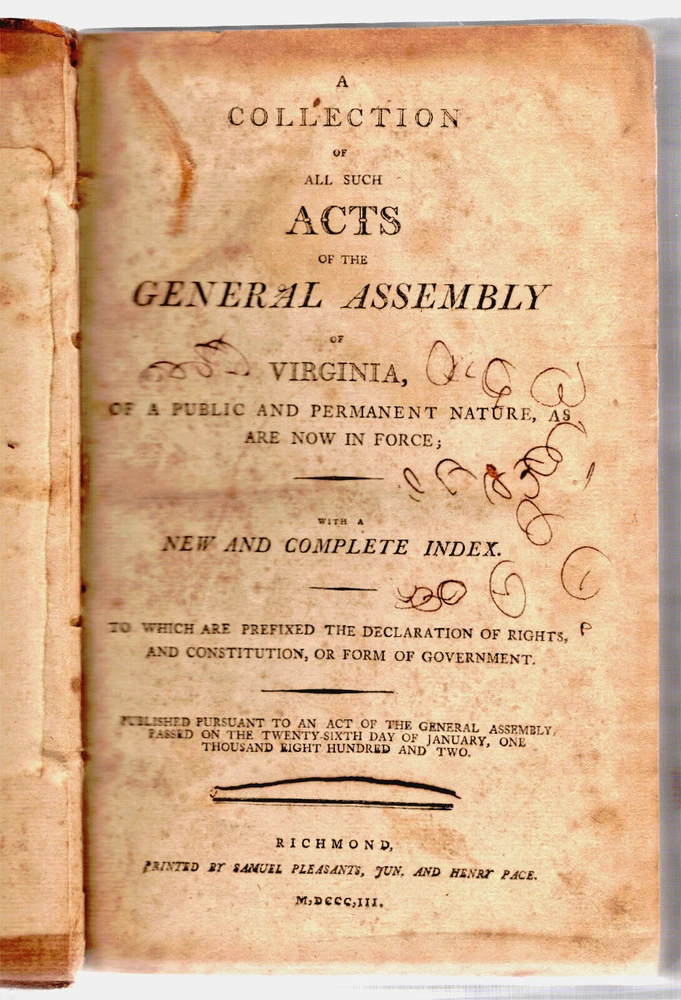 A
COLLECTION
OF
ALL SUCH
ACTS
OF THE
GENERAL ASSEMBLY
OF
VIRGINIA,
OF A PUBLIC AND PERMANENT NATURE, AS
ARE NOW IN FORCE;
WITH A
NEW AND COMPLETE INDEX.
TO WHICH ARE PREFIXED THE DECLARATION OF RIGHTS,
AND CONSTITUTION, OR FORM OF GOVERNMENT.
PUBLISHED PURSUANT TO AN ACT OF THE GENERAL ASSEMBLY,
PASSED ON THE TWENTY-SIXTH DAY OF JANUARY, ONE
THOUSAND EIGHT HUNDRED AND TWO.
RICHMOND,
PRINTED BY SAMUEL PLEASANTS, JUN. AND HENRY PACE.
M,DCCC,III.